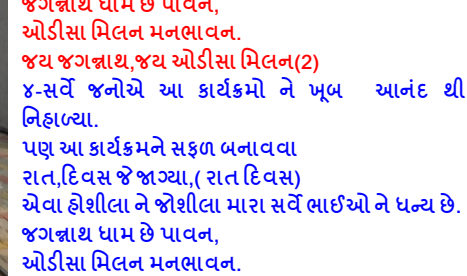 જગન્નાથ ધામ છે પાવન,
ઓડીસા મિલન મનભાવન.
જય જગન્નાથ,જય ઓડીસા મિલન(2)
૪-સર્વે જનોએ આ કાર્યક્રમો ને ખૂબ આનંદ થી
નિહાળ્યા.
પણ આ કાર્યક્રમને સફળ બનાવવા
રાત,દિવસ જે જાગ્યા,( રાત દિવસ)
એવા હોશીલા ને જોશીલા મારા સર્વે ભાઈઓ ને ધન્ય છે.
જગન્નાથ ધામ છે પાવન,
ઓડીસા મિલન મનભાવન.